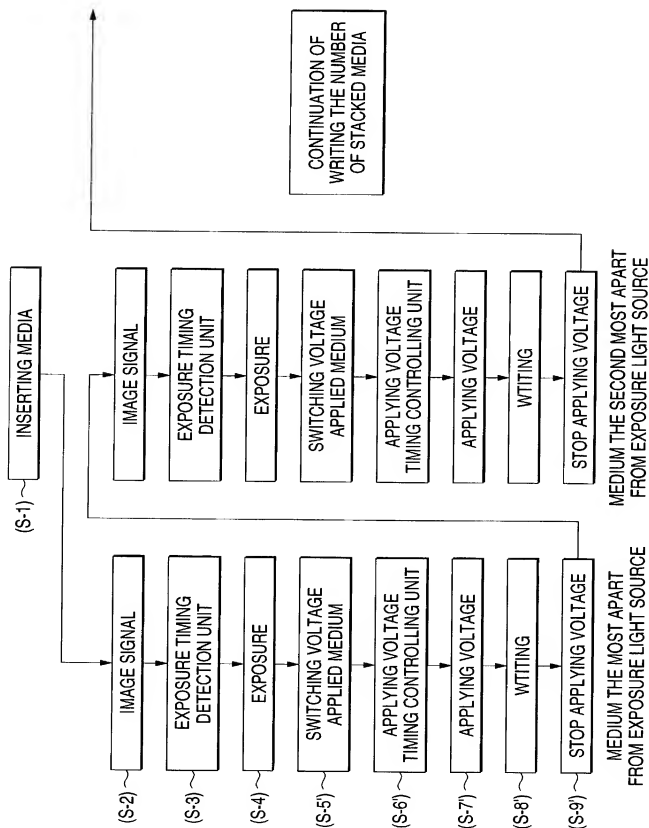 (S-1)
INSERTING MEDIA
(S-2)
IMAGE SIGNAL
(S-3)
EXPOSURE TIMING
DETECTION UNIT
(S-4)
EXPOSURE
(S-5')
SWITCHING VOLTAGE
APPLIED MEDIUM
(S-6')
APPLYING VOLTAGE
TIMING CONTROLLING UNIT
(S-7')
APPLYING VOLTAGE
(S-8')
WTITING
(S-9')
STOP APPLYING VOLTAGE
MEDIUM THE MOST APART
FROM EXPOSURE LIGHT SOURCE
IMAGE SIGNAL
EXPOSURE TIMING
DETECTION UNIT
EXPOSURE
SWITCHING VOLTAGE
APPLIED MEDIUM
APPLYING VOLTAGE
TIMING CONTROLLING UNIT
APPLYING VOLTAGE
WTITING
STOP APPLYING VOLTAGE
MEDIUM THE SECOND MOST APART
FROM EXPOSURE LIGHT SOURCE
CONTINUATION OF
WRITING THE NUMBER
OF STACKED MEDIA